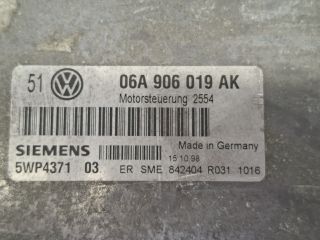 51 VW 06A 906 019 AK
Motorsteuerung 2554
SIEMENS Made in Germany
15 10 98
5WP4371 03 ER SME 842404 R031 1016